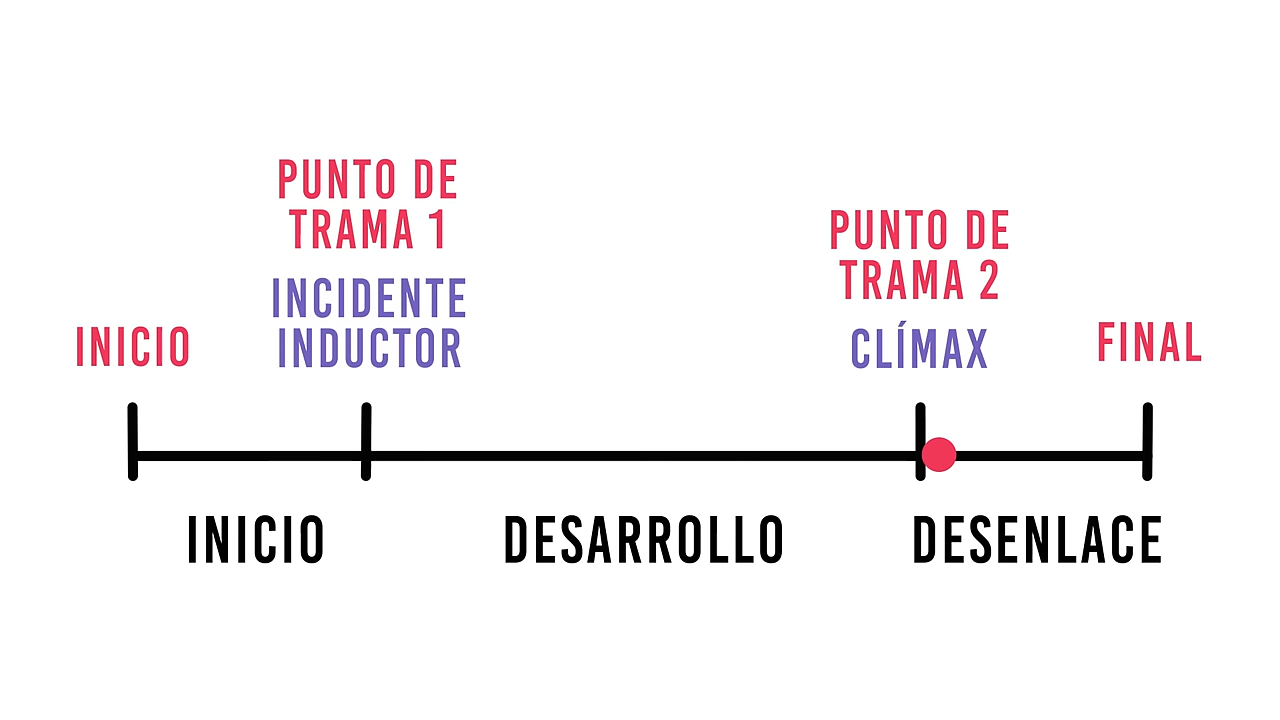 PUNTO DE
TRAMA 1
INCIDENTE
INDUCTOR
INICIO
PUNTO DE
TRAMA 2
CLÍMAX
FINAL
INICIO
DESARROLLO
DESENLACE